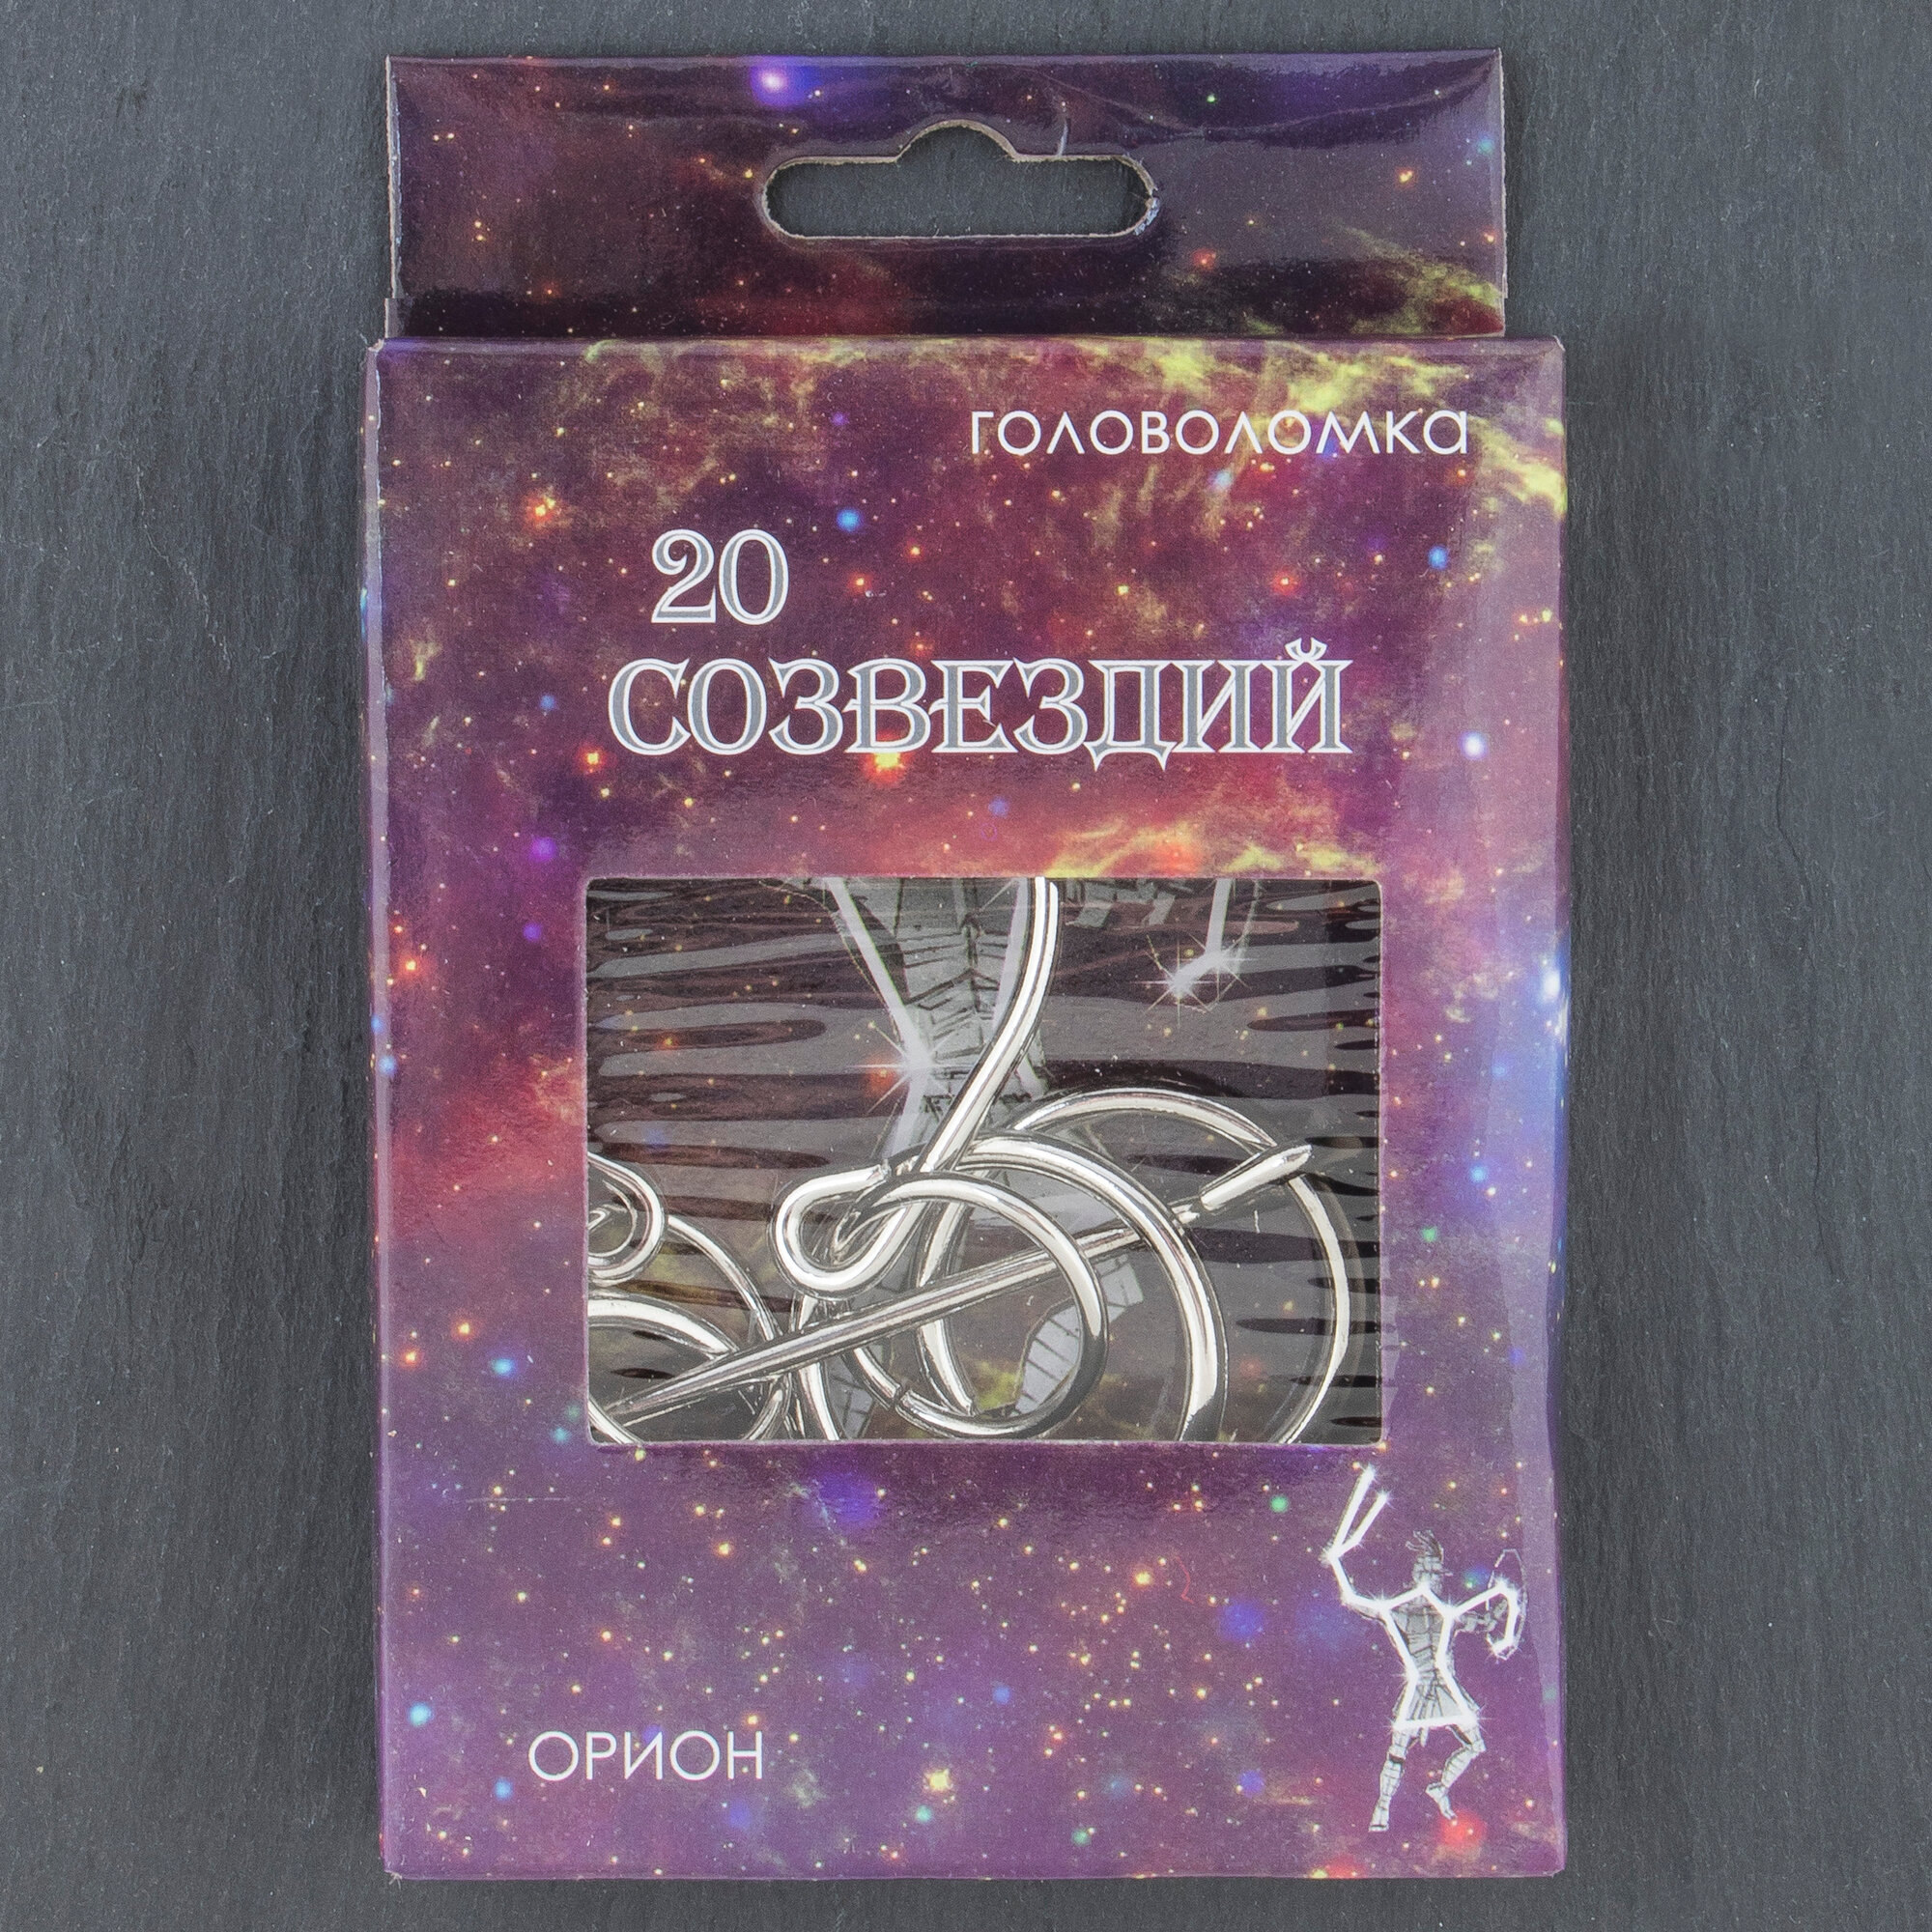 ГОЛОВОЛОМКА
20
СОЗВЕЗДИЙ
ОРИОН